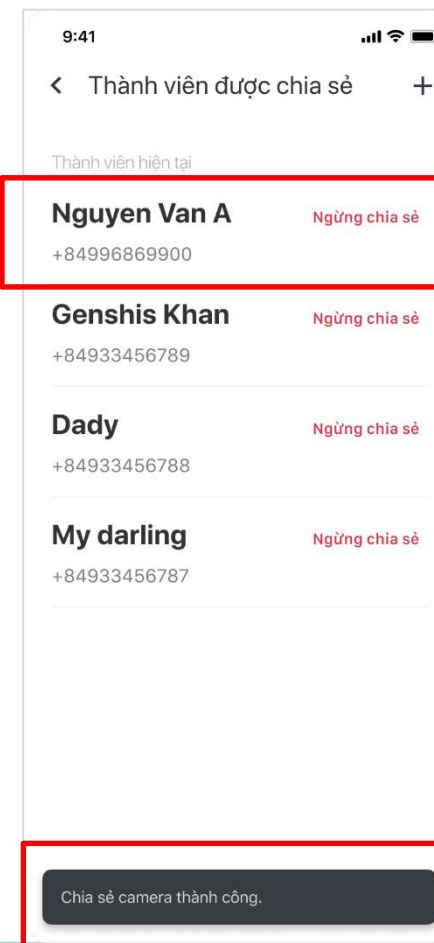 9:41
Thành viên được chia sẻ
Thành viên hiện tại
Nguyen Van A
Ngừng chia sẻ
+84996869900
Genshis Khan
Ngừng chia sẻ
+84933456789
Dady
Ngừng chia sẻ
+84933456788
My darling
Ngừng chia sẻ
+84933456787
Chia sẻ camera thành công.